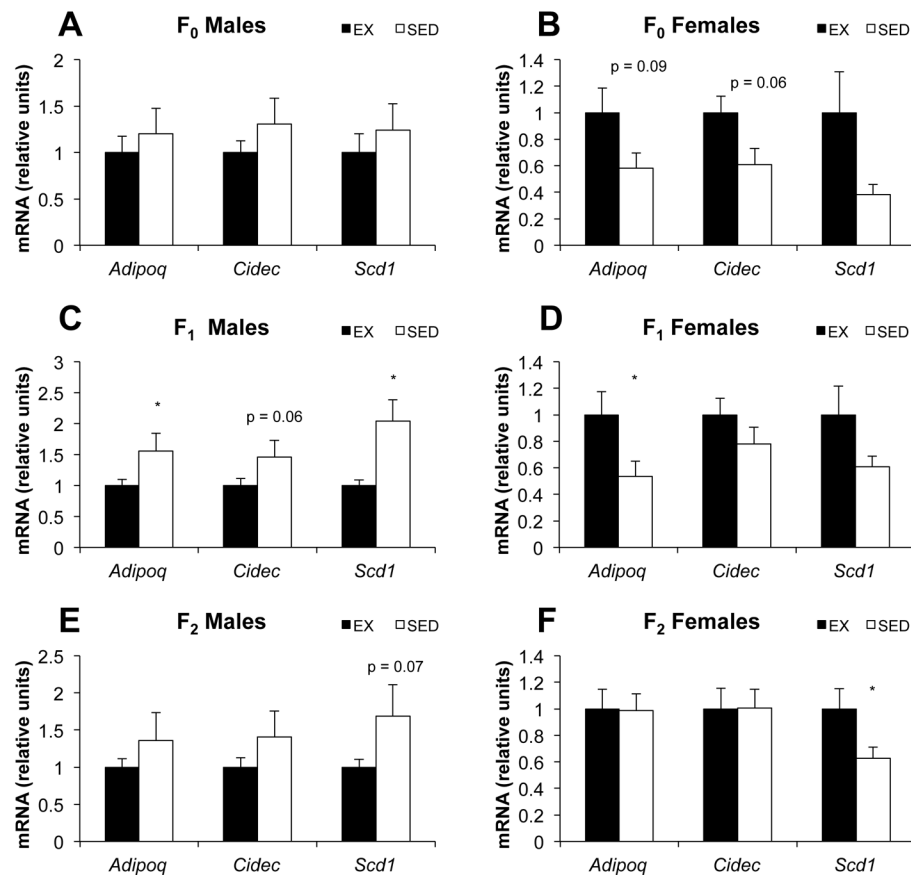 A
F0 Males
EX SED
mRNA (relative units)
2
1.5
1
0.5
0
Adipoq Cidec Scd1
B
F0 Females
EX SED
p = 0.09
p = 0.06
mRNA (relative units)
1.4
1.2
1
0.8
0.6
0.4
0.2
0
Adipoq Cidec Scd1
C
F1 Males
EX SED
mRNA (relative units)
3
2.5
2
1.5
1
0.5
0
*
p = 0.06
*
Adipoq Cidec Scd1
D
F1 Females
EX SED
mRNA (relative units)
1.4
1.2
1
0.8
0.6
0.4
0.2
0
*
Adipoq Cidec Scd1
E
F2 Males
EX SED
mRNA (relative units)
2.5
2
1.5
1
0.5
0
p = 0.07
Adipoq Cidec Scd1
F
F2 Females
EX SED
mRNA (relative units)
1.4
1.2
1
0.8
0.6
0.4
0.2
0
*
Adipoq Cidec Scd1